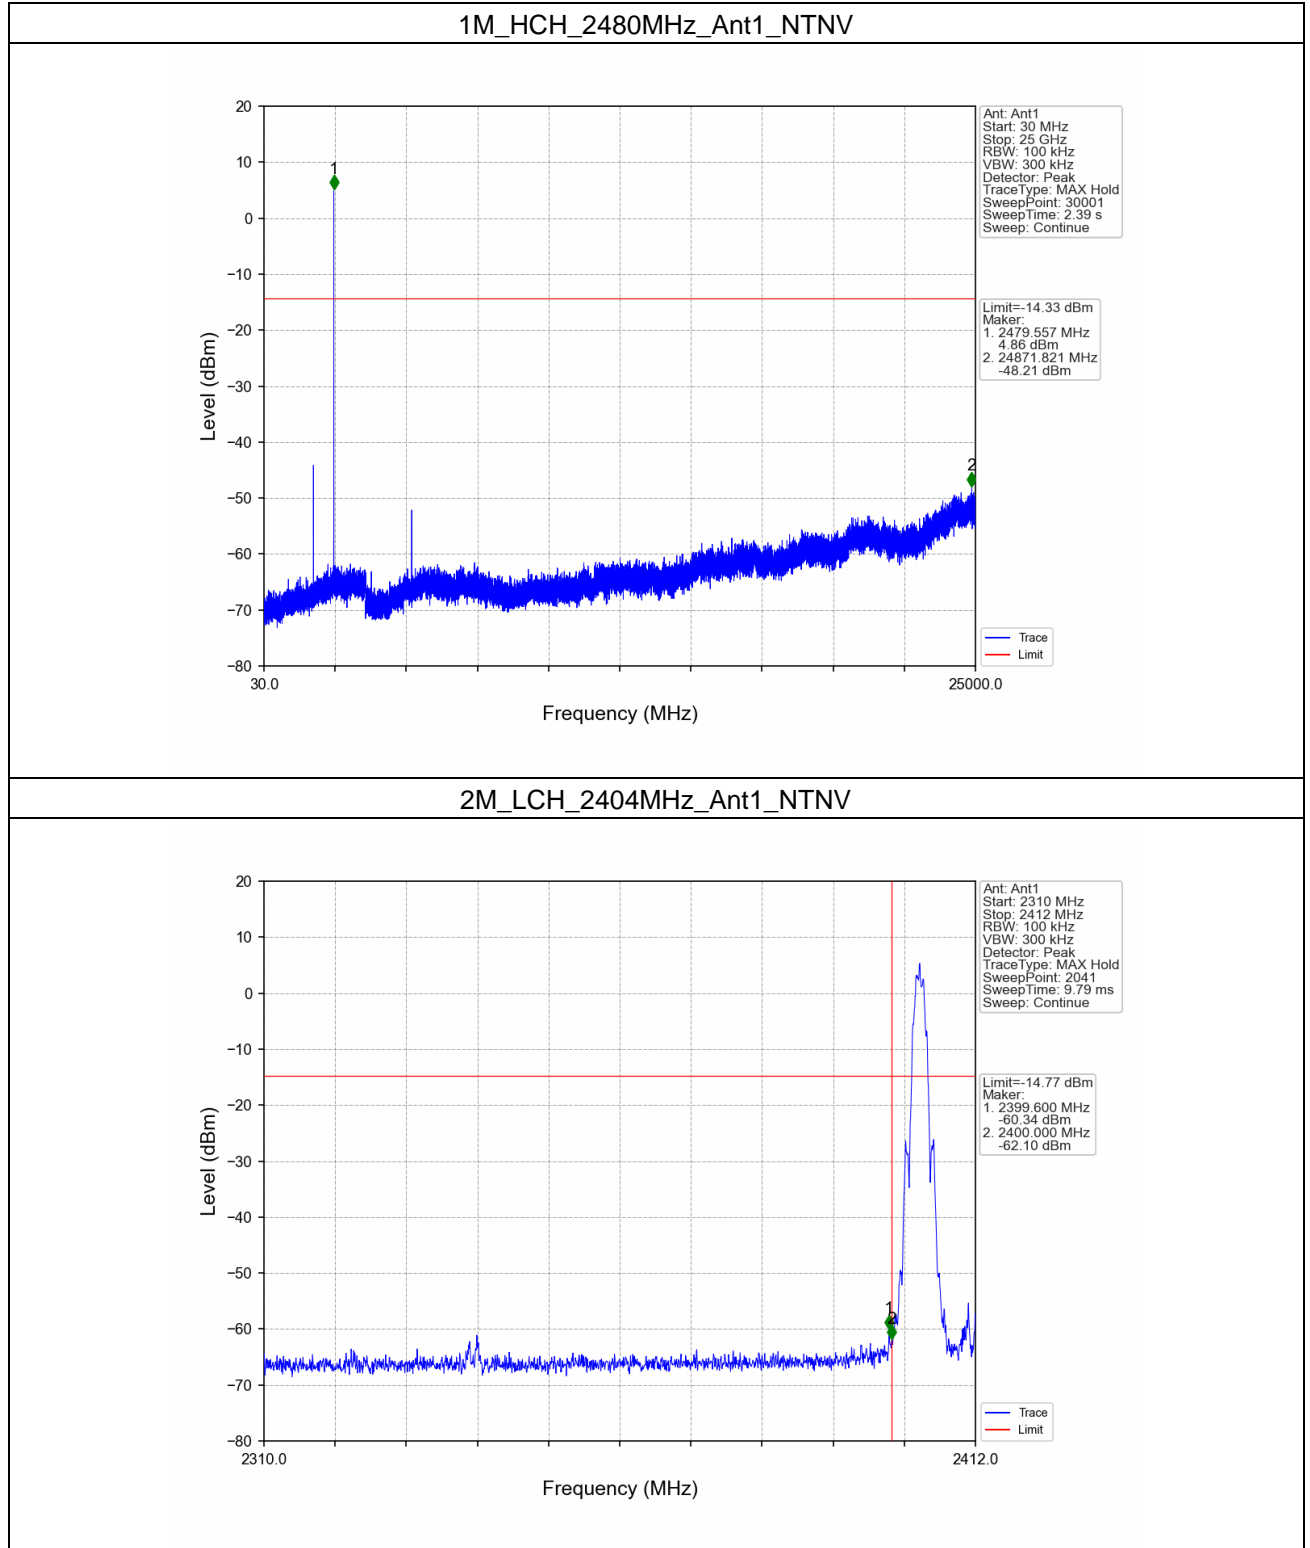 1M_HCH_2480MHz_Ant1_NTNV
20
10
0
−10
−20
−30
−40
−50
−60
−70
−80
Level (dBm)
1
2
30.0
25000.0
Frequency (MHz)
Ant: Ant1
Start: 30 MHz
Stop: 25 GHz
RBW: 100 kHz
VBW: 300 kHz
Detector: Peak
TraceType: MAX Hold
SweepPoint: 30001
SweepTime: 2.39 s
Sweep: Continue
Limit=-14.33 dBm
Maker:
1. 2479.557 MHz
4.86 dBm
2. 24871.821 MHz
-48.21 dBm
Trace
Limit
2M_LCH_2404MHz_Ant1_NTNV
20
10
0
−10
−20
−30
−40
−50
−60
−70
−80
Level (dBm)
1
2
2310.0
2412.0
Frequency (MHz)
Ant: Ant1
Start: 2310 MHz
Stop: 2412 MHz
RBW: 100 kHz
VBW: 300 kHz
Detector: Peak
TraceType: MAX Hold
SweepPoint: 2041
SweepTime: 9.79 ms
Sweep: Continue
Limit=-14.77 dBm
Maker:
1. 2399.600 MHz
-60.34 dBm
2. 2400.000 MHz
-62.10 dBm
Trace
Limit